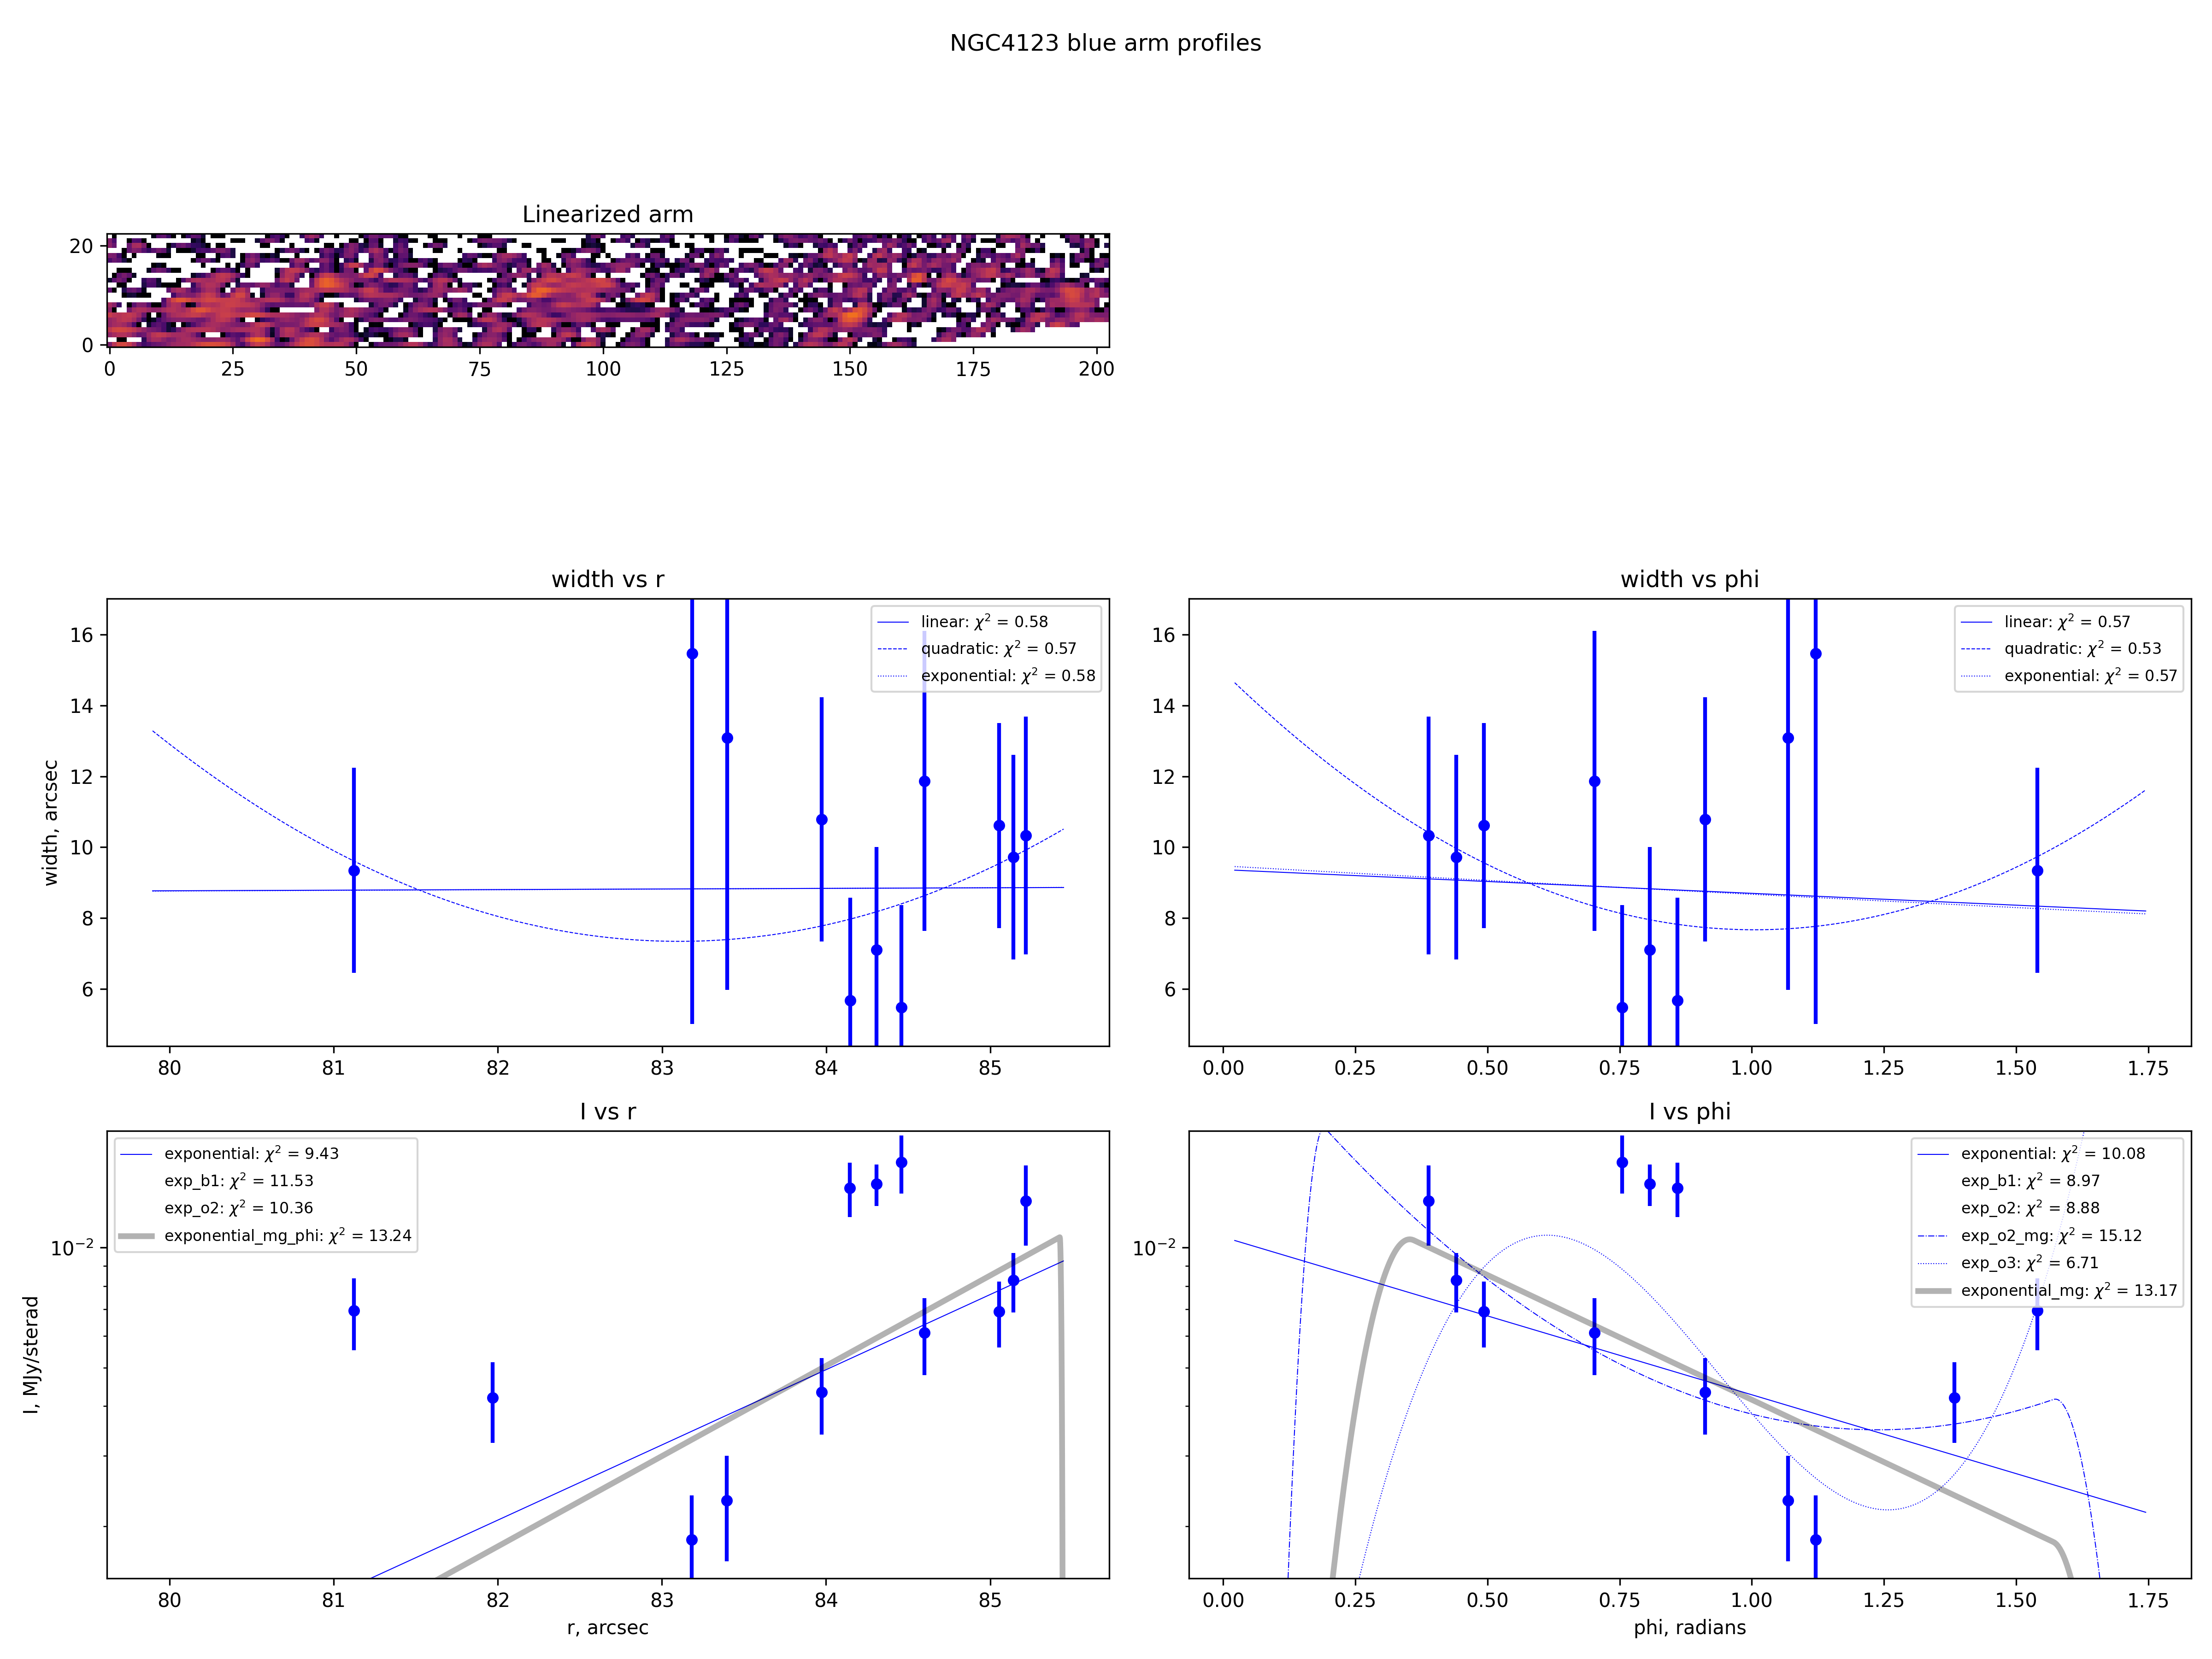 NGC4123 blue arm profiles
Linearized arm
20
0
0 25 50 75 100 125 150 175 200
width vs r
width, arcsec
16
14
12
10
8
6
linear: χ² = 0.58
quadratic: χ² = 0.57
exponential: χ² = 0.58
80 81 82 83 84 85
width vs phi
16
14
12
10
8
6
linear: χ² = 0.57
quadratic: χ² = 0.53
exponential: χ² = 0.57
0.00 0.25 0.50 0.75 1.00 1.25 1.50 1.75
I vs r
I, MJy/sterad
10⁻²
exponential: χ² = 9.43
exp_b1: χ² = 11.53
exp_o2: χ² = 10.36
exponential_mg_phi: χ² = 13.24
80 81 82 83 84 85
r, arcsec
I vs phi
10⁻²
exponential: χ² = 10.08
exp_b1: χ² = 8.97
exp_o2: χ² = 8.88
exp_o2_mg: χ² = 15.12
exp_o3: χ² = 6.71
exponential_mg: χ² = 13.17
0.00 0.25 0.50 0.75 1.00 1.25 1.50 1.75
phi, radians